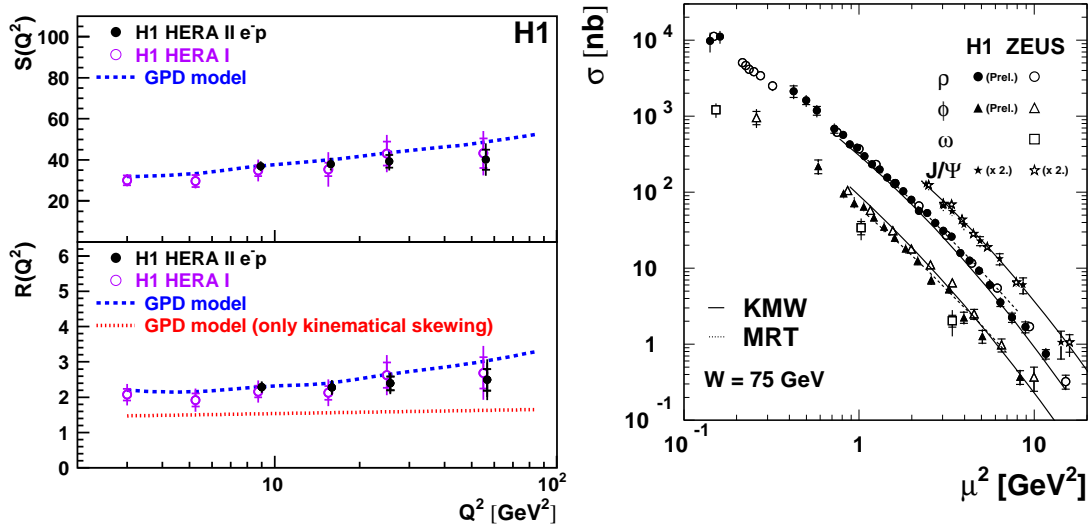 H1
H1 HERA II e⁻p
H1 HERA I
GPD model
S(Q²)
100
80
60
40
20
0
H1 HERA II e⁻p
H1 HERA I
GPD model
GPD model (only kinematical skewing)
R(Q²)
6
5
4
3
2
1
0
10
10²
Q² [GeV²]
σ [nb]
10⁴
10³
10²
10
1
10⁻¹
H1 ZEUS
ρ (Prel.)
ϕ (Prel.)
ω
J/Ψ (x 2.) (x 2.)
KMW
MRT
W = 75 GeV
10⁻¹
1
10
μ² [GeV²]